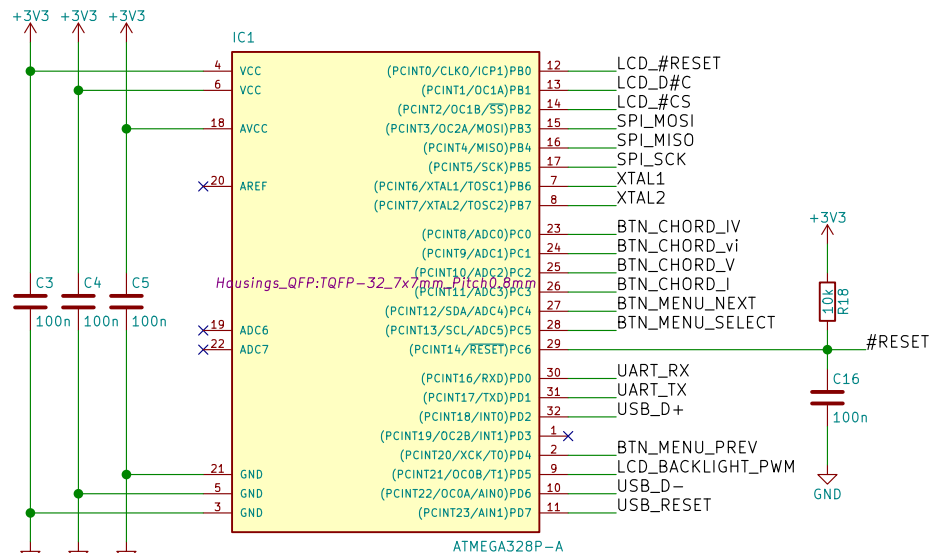 +3V3 +3V3 +3V3
IC1
4 VCC (PCINT0/CLKO/ICP1)PB0 12 LCD_#RESET
6 VCC (PCINT1/OC1A)PB1 13 LCD_D#C
(PCINT2/OC1B/SS)PB2 14 LCD_#CS
18 AVCC (PCINT3/OC2A/MOSI)PB3 15 SPI_MOSI
(PCINT4/MISO)PB4 16 SPI_MISO
(PCINT5/SCK)PB5 17 SPI_SCK
20 AREF (PCINT6/XTAL1/TOSC1)PB6 7 XTAL1
(PCINT7/XTAL2/TOSC2)PB7 8 XTAL2
+3V3
(PCINT8/ADC0)PC0 23 BTN_CHORD_IV
(PCINT9/ADC1)PC1 24 BTN_CHORD_vi
(PCINT10/ADC2)PC2 25 BTN_CHORD_V
C3 C4 C5 Housings_QFP:TQFP-32_7x7mm_Pitch0.8mm
(PCINT11/ADC3)PC3 26 BTN_CHORD_I
10k R18
(PCINT12/SDA/ADC4)PC4 27 BTN_MENU_NEXT
100n 100n 100n
19 ADC6 (PCINT13/SCL/ADC5)PC5 28 BTN_MENU_SELECT
22 ADC7 (PCINT14/RESET)PC6 29 #RESET
(PCINT16/RXD)PD0 30 UART_RX
C16
(PCINT17/TXD)PD1 31 UART_TX
(PCINT18/INT0)PD2 32 USB_D+
100n
(PCINT19/OC2B/INT1)PD3 1
(PCINT20/XCK/T0)PD4 2 BTN_MENU_PREV
21 GND (PCINT21/OC0B/T1)PD5 9 LCD_BACKLIGHT_PWM
5 GND (PCINT22/OC0A/AIN0)PD6 10 USB_D-
GND
3 GND (PCINT23/AIN1)PD7 11 USB_RESET
ATMEGA328P-A